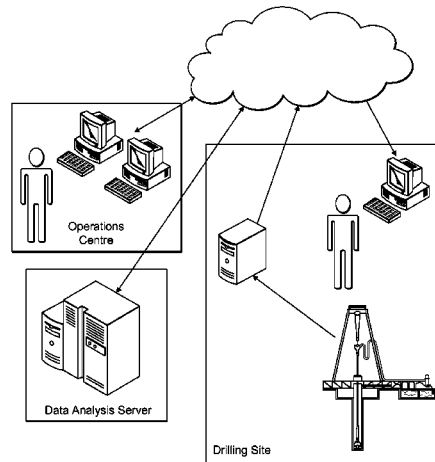 Operations
Centre
Data Analysis Server
Drilling Site